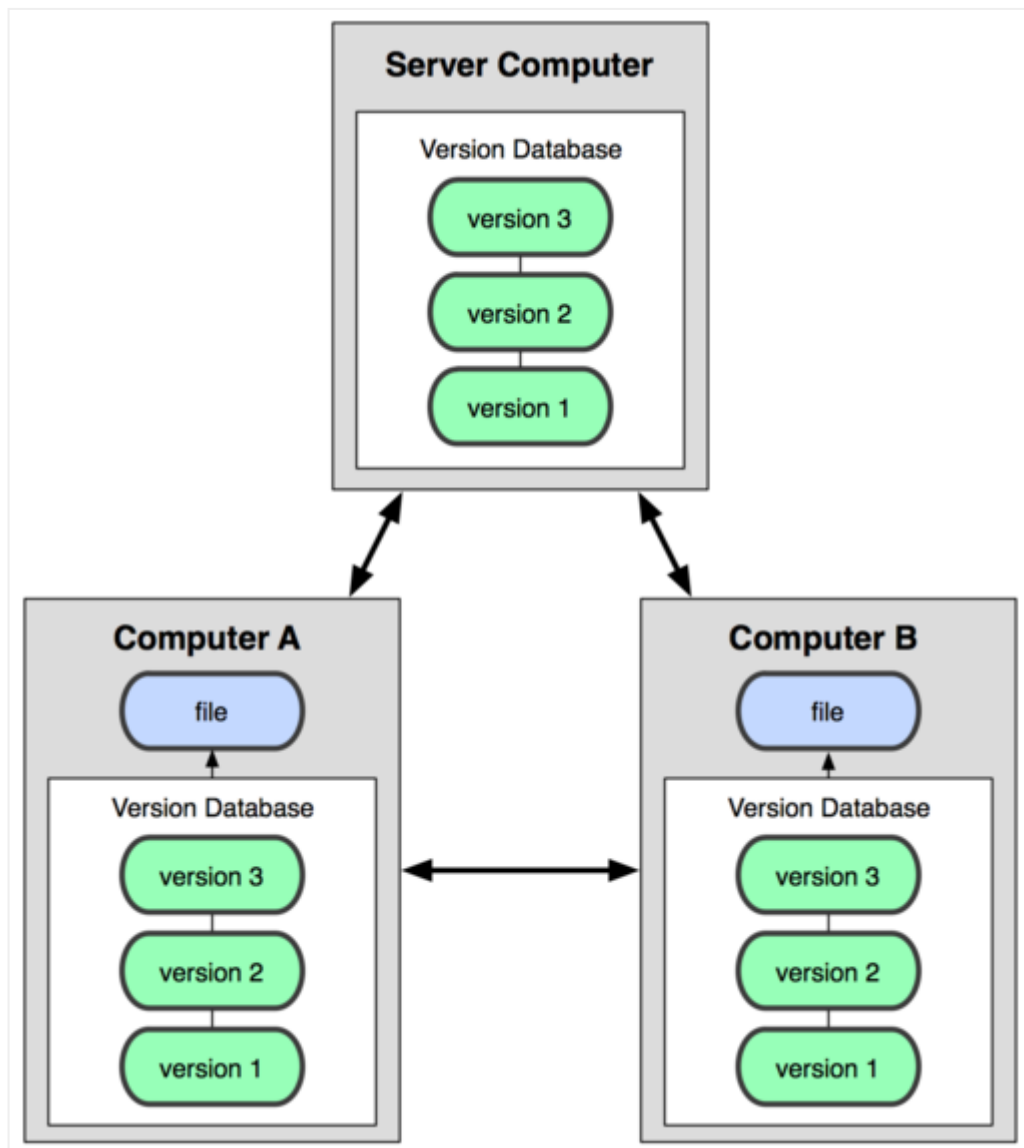 Server Computer
Version Database
version 3
version 2
version 1
Computer A
file
Version Database
version 3
version 2
version 1
Computer B
file
Version Database
version 3
version 2
version 1